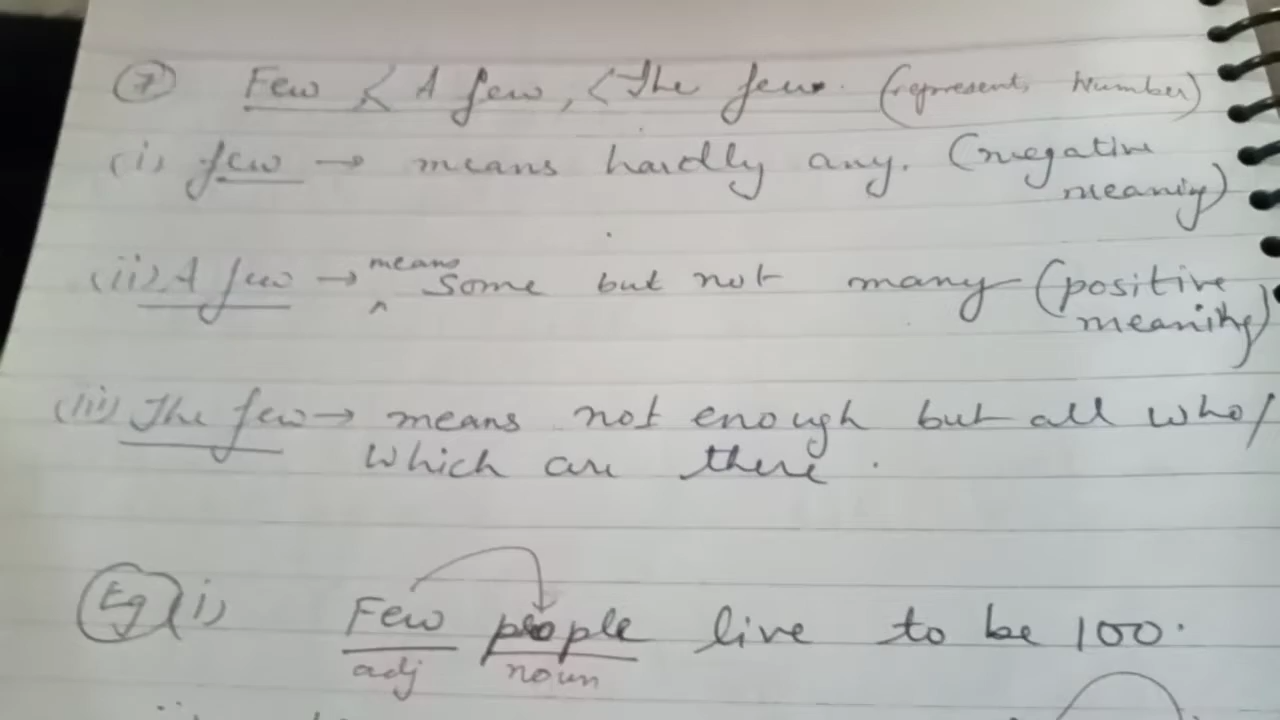 (7) Few < A few, < The few. (represents Number)
(i) few → means hardly any. (negative
meaning)
(ii) A few → means some but not many (positive
meaning)
(iii) The few → means not enough but all who/
which are there.
Eg (i) Few people live to be 100.
adj noun